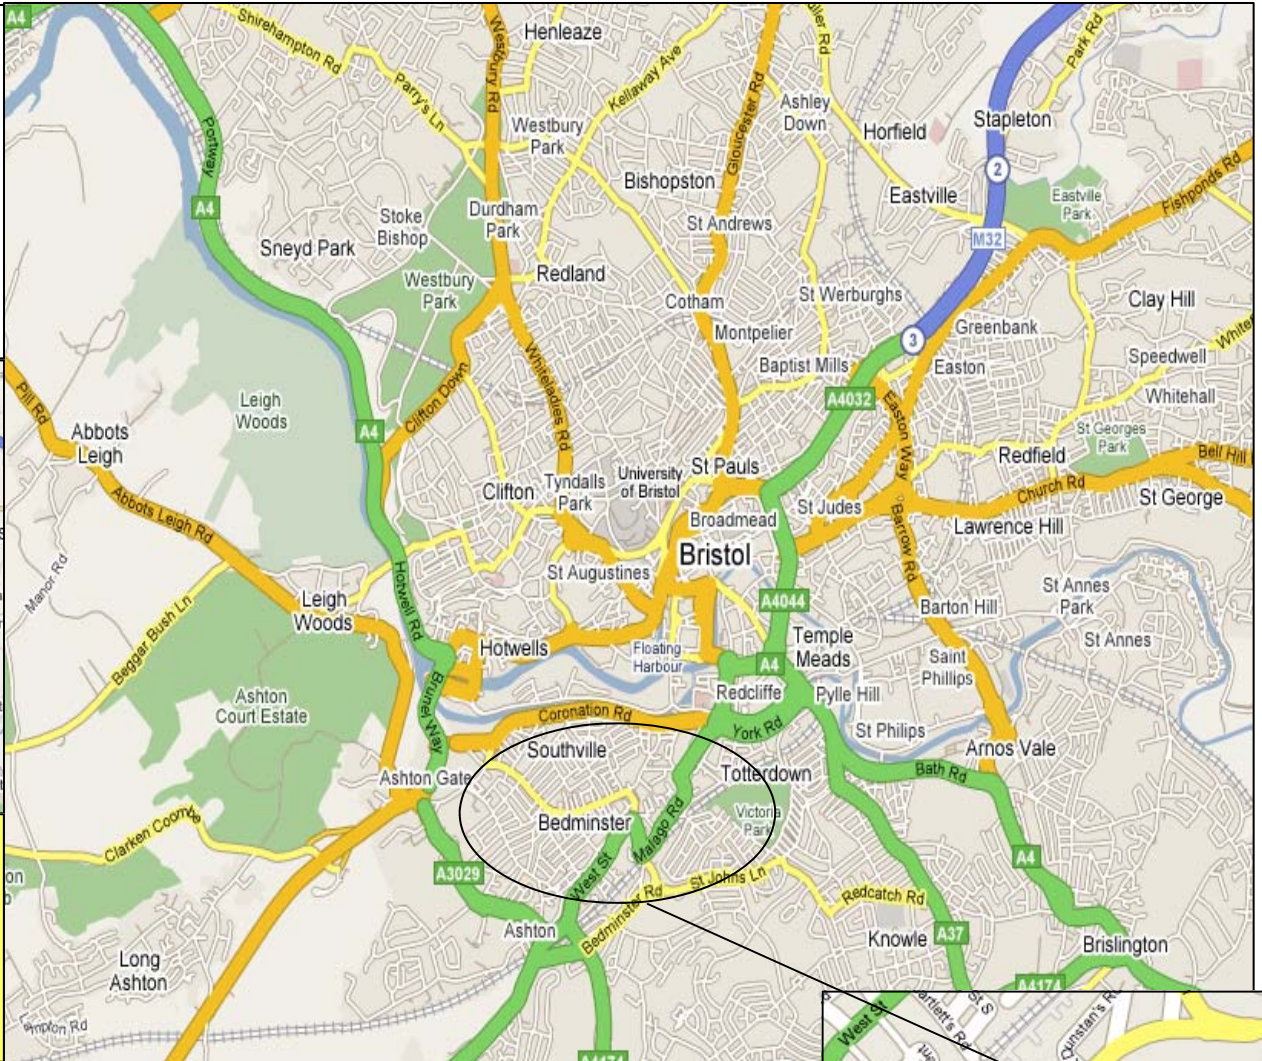 A4
Shirehampton Rd
Westbury Rd
Henleaze
Kellaway Ave
Parry's Ln
Gloucester Rd
Park Rd
Portway
Westbury
Park
Ashley
Down
Horfield
Stapleton
2
Bishopston
Fishponds Rd
A4
Stoke
Bishop
Durdham
Park
St Andrews
Eastville
Eastville
Park
Sneyd Park
M32
Westbury
Park
Redland
Cotham
St Werburghs
Clay Hill
Montpelier
3
Greenbank
Whiteladies Rd
Baptist Mills
Easton
Speedwell
Whitehall
Pill Rd
Leigh
Woods
Clifton Down
A4032
Easton Way
Abbots
Leigh
A4
St Georges
Park
Redfield
Bell Hill
University
of Bristol
St Pauls
Abbots Leigh Rd
Clifton
Tyndalls
Park
St Judes
Church Rd
St George
Broadmead
Lawrence Hill
Barrow Rd
Bristol
Manor Rd
Hotwell Rd
St Augustines
St Annes
Park
Beggar Bush Ln
Leigh
Woods
A4044
Barton Hill
St Annes
Hotwells
Floating
Harbour
Temple
Meads
A4
Saint
Phillips
Ashton
Court Estate
Brunel Way
Redcliffe
Pylle Hill
Coronation Rd
York Rd
St Philips
Southville
Arnos Vale
Ashton Gate
Totterdown
Bath Rd
Clarken Coombe
Bedminster
Malago Rd
Victoria
Park
A4
A3029
West St
St Johns Ln
Bedminster Rd
Redcatch Rd
Ashton
Knowle
A37
Brislington
Long
Ashton
A4174
West St
A4174